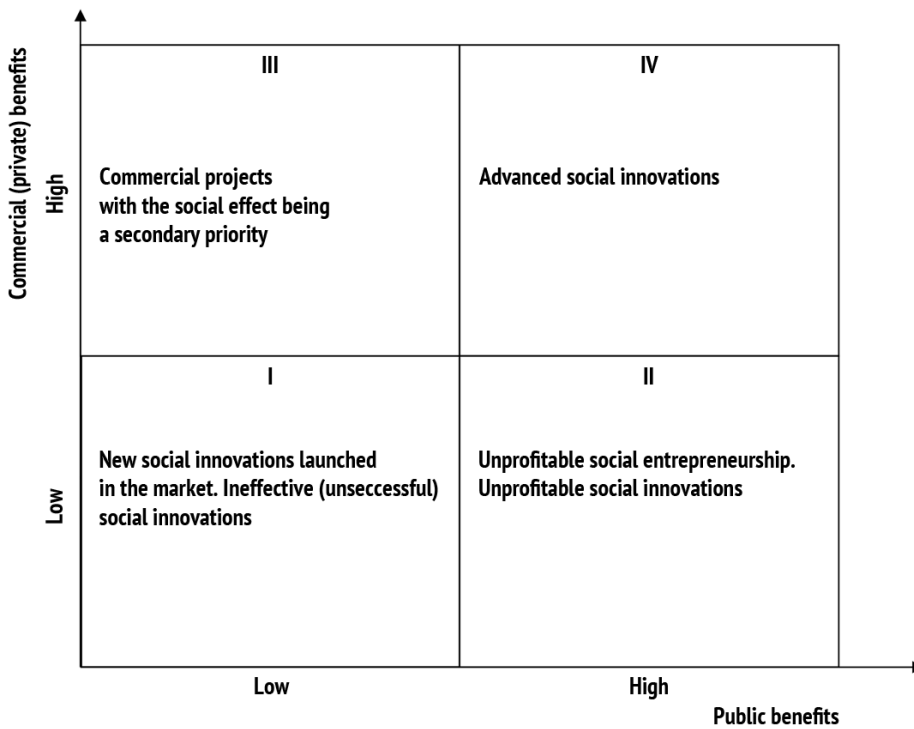 Commercial (private) benefits
High
Low
III
Commercial projects
with the social effect being
a secondary priority
IV
Advanced social innovations
I
New social innovations launched
in the market. Ineffective (unseccessful)
social innovations
II
Unprofitable social entrepreneurship.
Unprofitable social innovations
Low
High
Public benefits